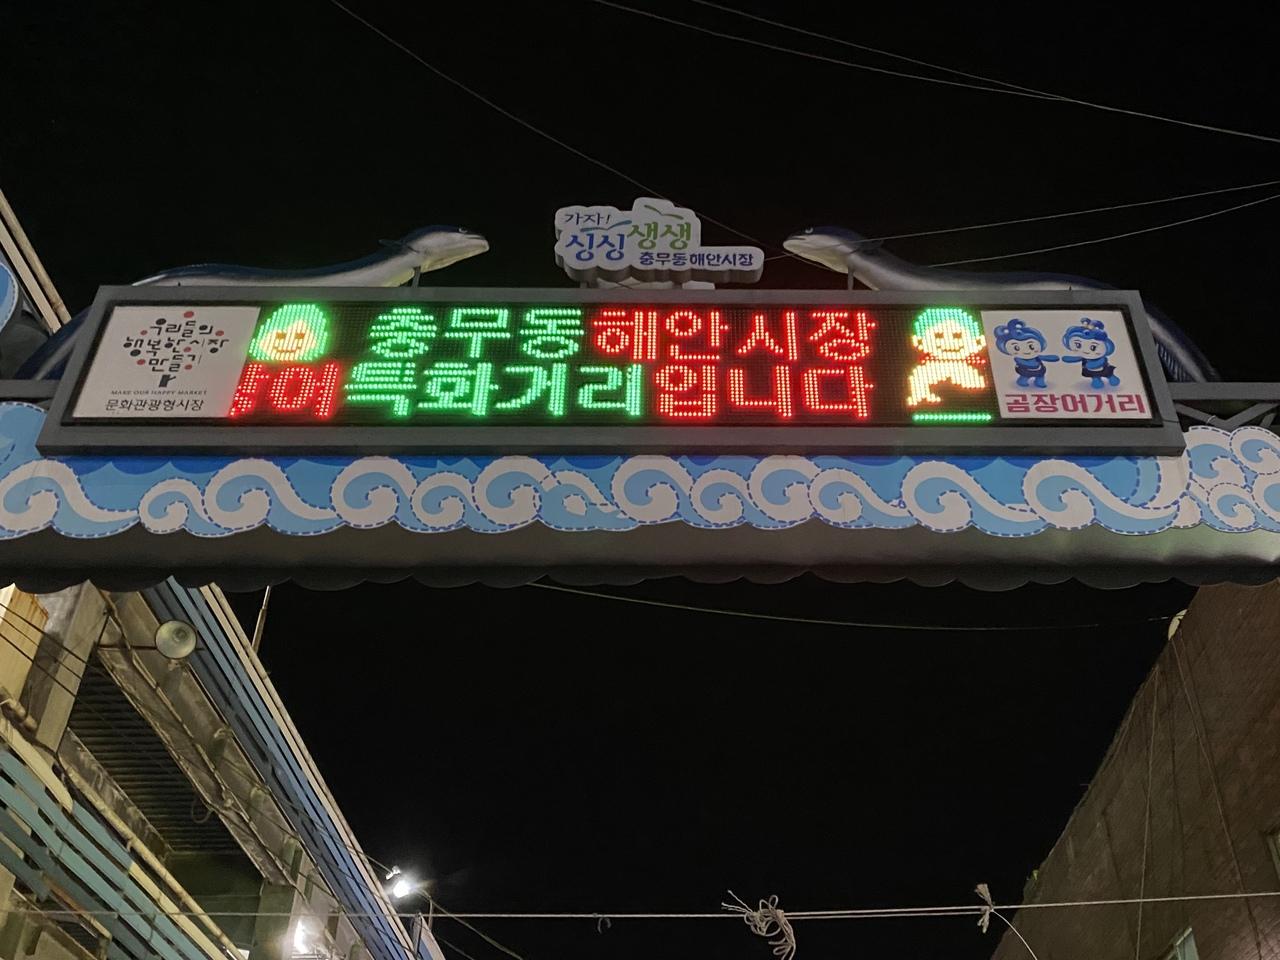 가자!
싱싱생생
충무동해안시장
우리들의
행복한시장
만들기
MAKE OUR HAPPY MARKET
문화관광형시장
충무동해안시장
어특화거리입니다
곰장어거리